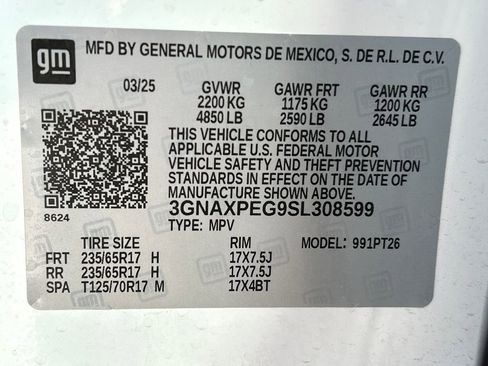 gm MFD BY GENERAL MOTORS DE MEXICO, S. DE R.L. DE C.V.
03/25 GVWR GAWR FRT GAWR RR
2200 KG 1175 KG 1200 KG
4850 LB 2590 LB 2645 LB
THIS VEHICLE CONFORMS TO ALL
APPLICABLE U.S. FEDERAL MOTOR
VEHICLE SAFETY AND THEFT PREVENTION
STANDARDS IN EFFECT ON THE DATE OF
MANUFACTURE SHOWN ABOVE.
8624 3GNAXPEG9SL308599
TYPE: MPV
TIRE SIZE RIM MODEL: 991PT26
FRT 235/65R17 H 17X7.5J
RR 235/65R17 H 17X7.5J
SPA T125/70R17 M 17X4BT